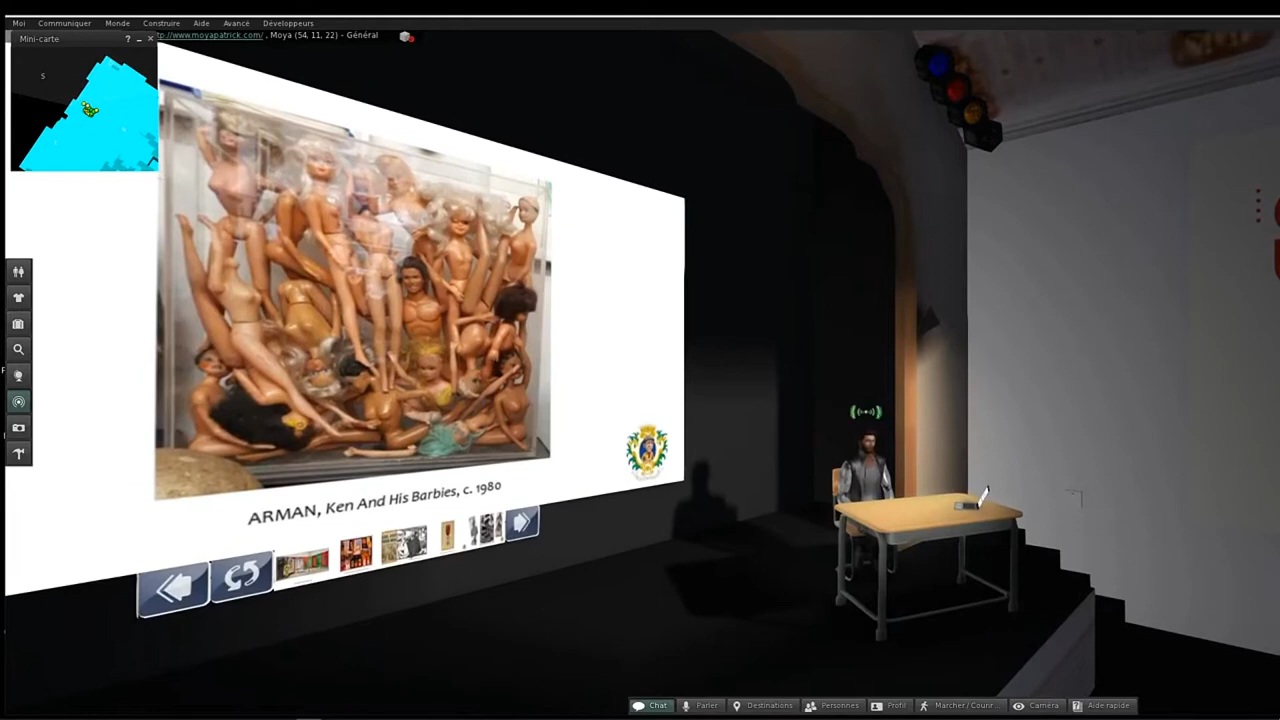 Moi Communiquer Monde Construire Aide Avancé Développeurs
Mini-carte ? tp://www.moyapatrick.com/ , Moya (54, 11, 22) - Général
S
ARMAN, Ken And His Barbies, c. 1980
Chat Parler Destinations Personnes Profil Marcher / Courir... Caméra Aide rapide